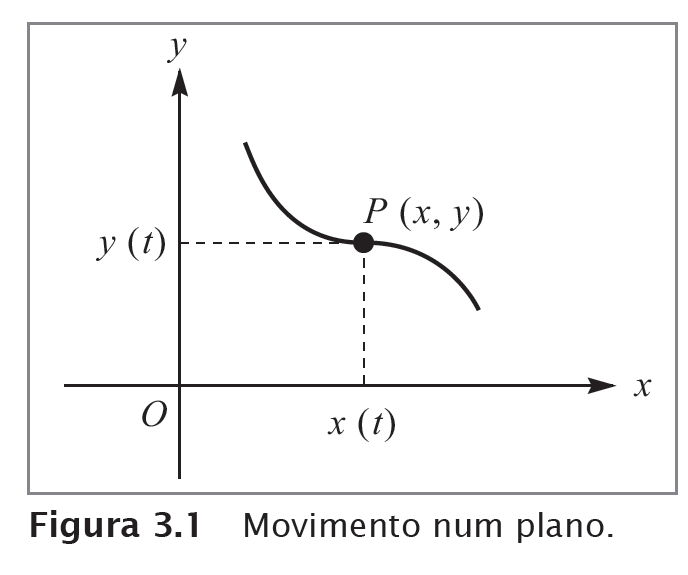 y
P (x, y)
y (t)
x
O
x (t)
Figura 3.1 Movimento num plano.